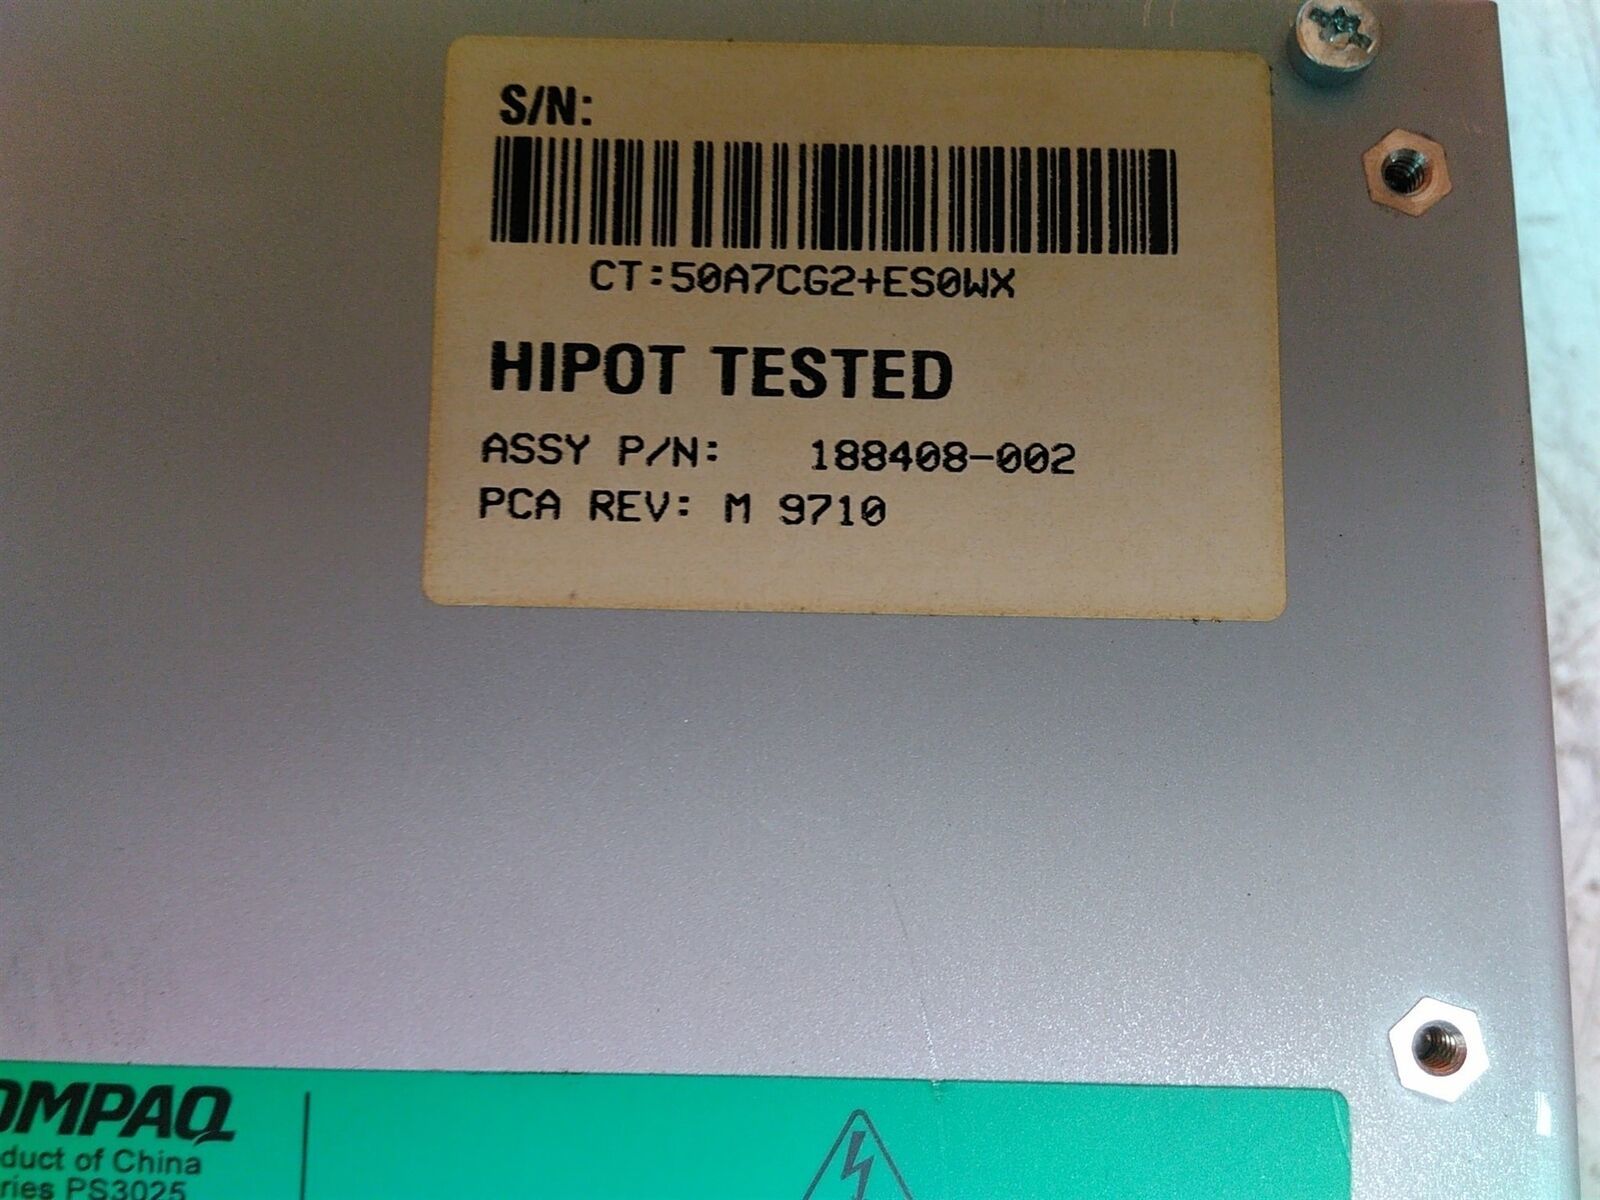 S/N:
CT:50A7CG2+ES0WX
HIPOT TESTED
ASSY P/N: 188408-002
PCA REV: M 9710
OMPAQ
duct of China
ries PS3025